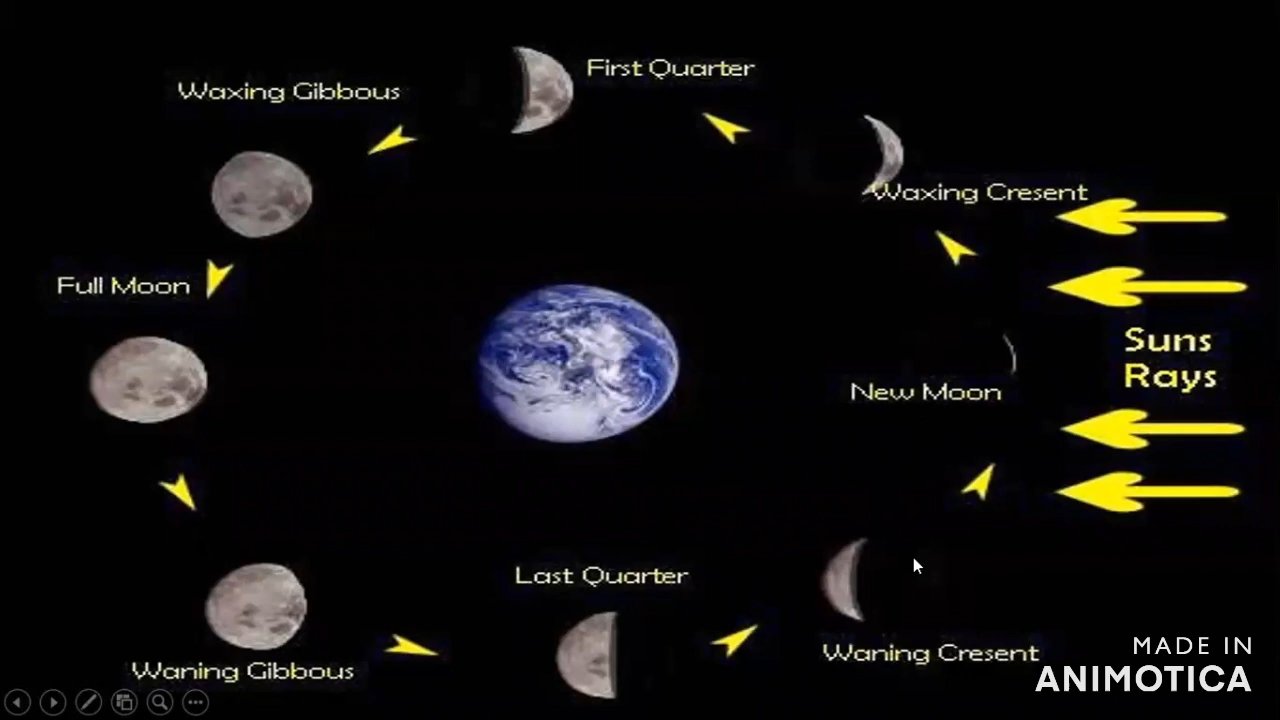 First Quarter
Waxing Gibbous
Waxing Cresent
Full Moon
Suns
Rays
New Moon
Last Quarter
Waning Cresent
Waning Gibbous
MADE IN
ANIMOTICA